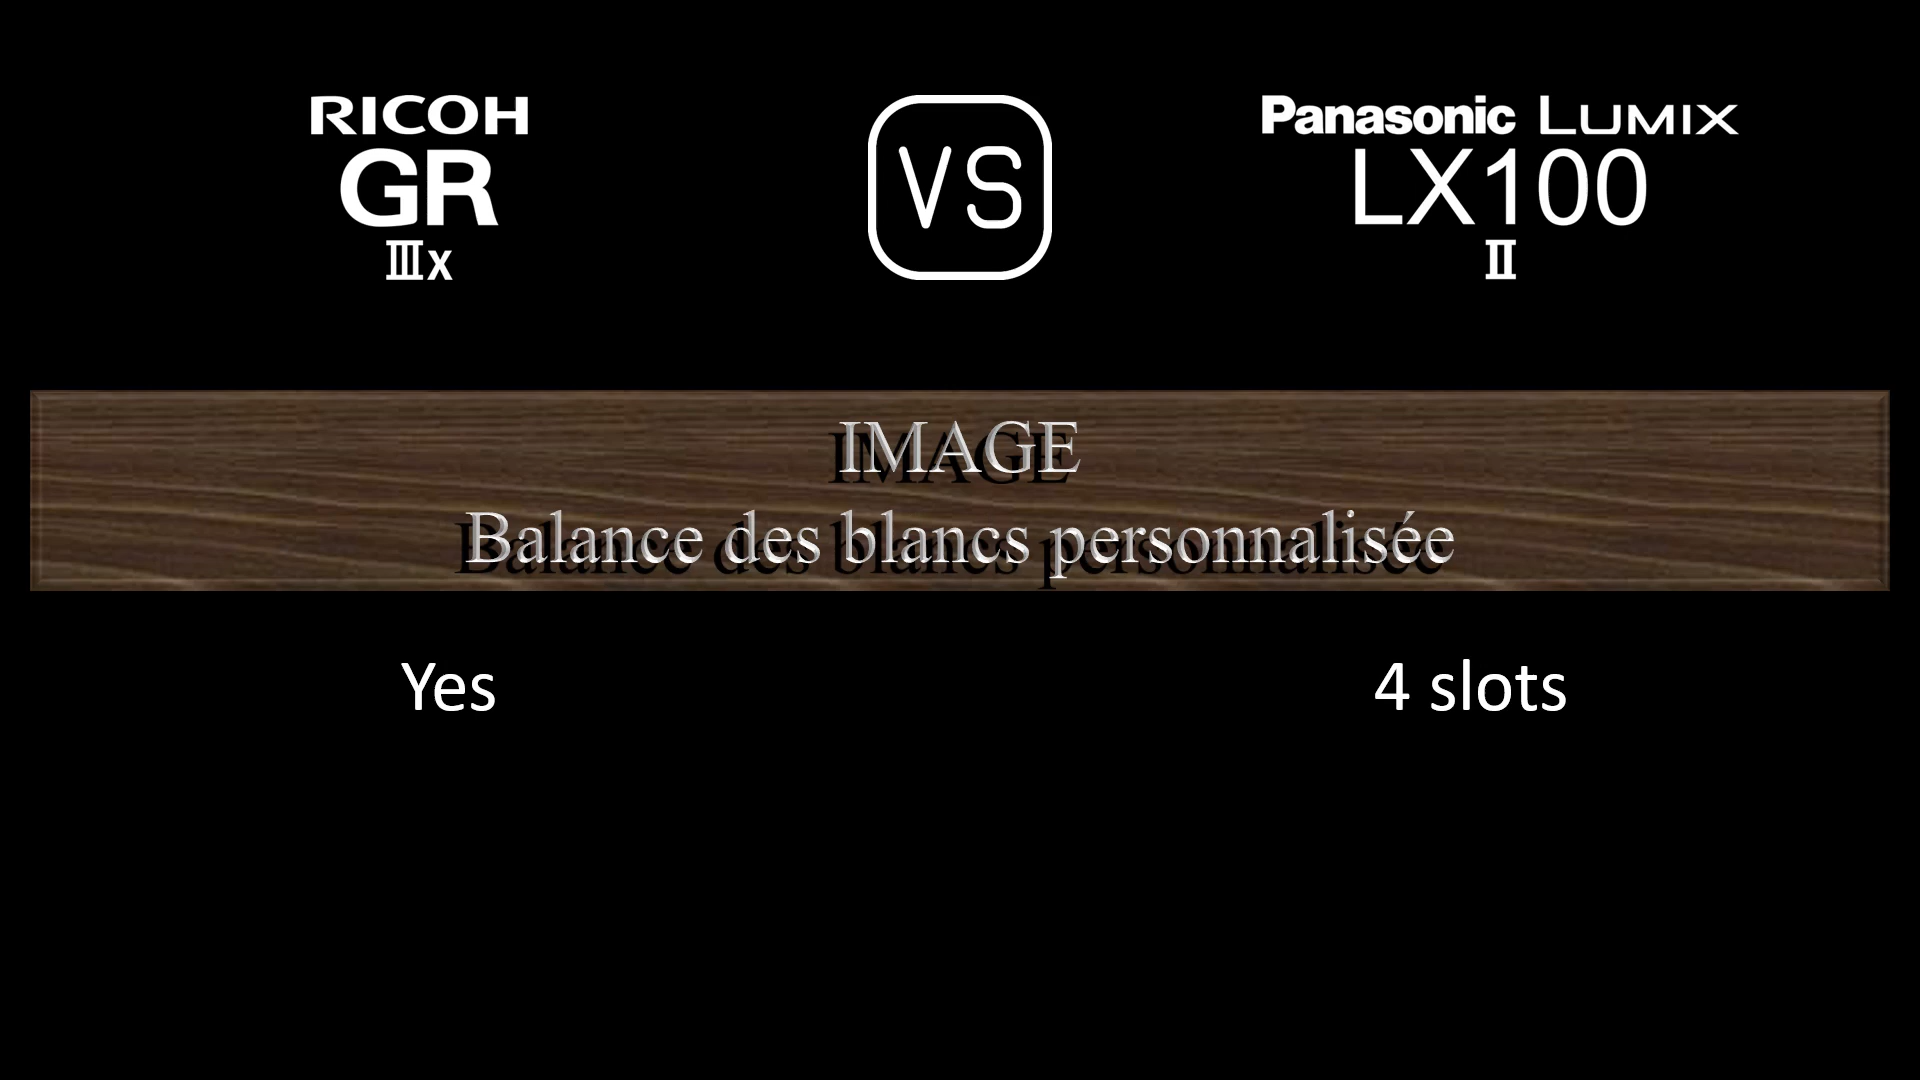 RICOH
GR
IIIx
VS
Panasonic LUMIX
LX100
II
IMAGE
Balance des blancs personnalisée
Yes
4 slots